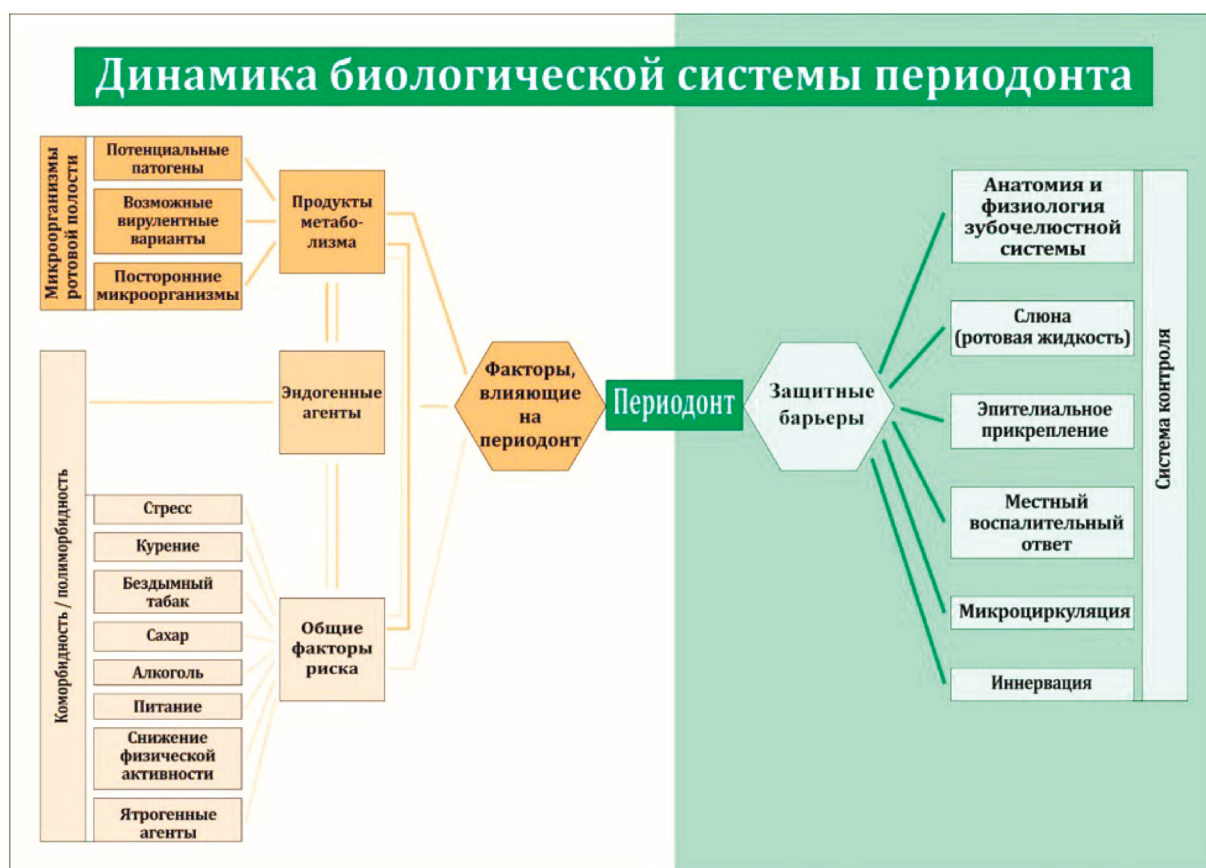 Динамика биологической системы периодонта
Микроорганизмы
ротовой полости
Потенциальные
патогены
Возможные
вирулентные
варианты
Посторонние
микроорганизмы
Продукты
метабо-
лизма
Эндогенные
агенты
Коморбидность / полиморбидность
Стресс
Курение
Бездымный
табак
Сахар
Алкоголь
Питание
Снижение
физической
активности
Ятрогенные
агенты
Общие
факторы
риска
Факторы,
влияющие
на
периодонт
Периодонт
Защитные
барьеры
Анатомия и
физиология
зубочелюстной
системы
Слюна
(ротовая жидкость)
Эпителиальное
прикрепление
Местный
воспалительный
ответ
Микроциркуляция
Иннервация
Система контроля